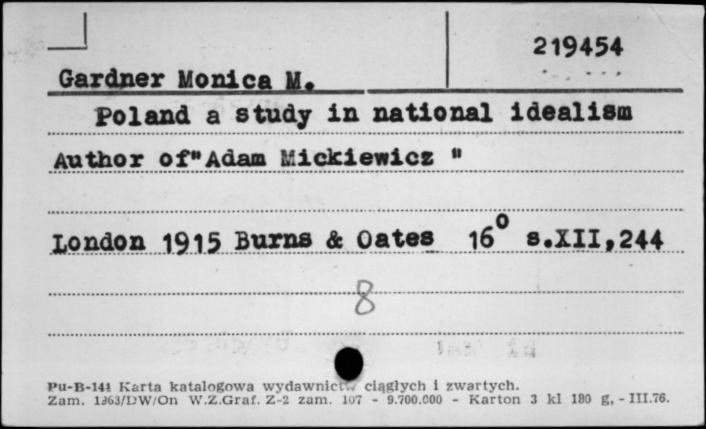 219454
Gardner Monica M.
Poland a study in national idealism
Author of"Adam Mickiewicz "
London 1915 Burns & Oates 16° s.XII,244
8
Pu-B-141 Karta katalogowa wydawnictw ciągłych i zwartych.
Zam. 1363/DW/On W.Z.Graf. Z-2 zam. 107 - 9.700.000 - Karton 3 kl 180 g, - III.76.